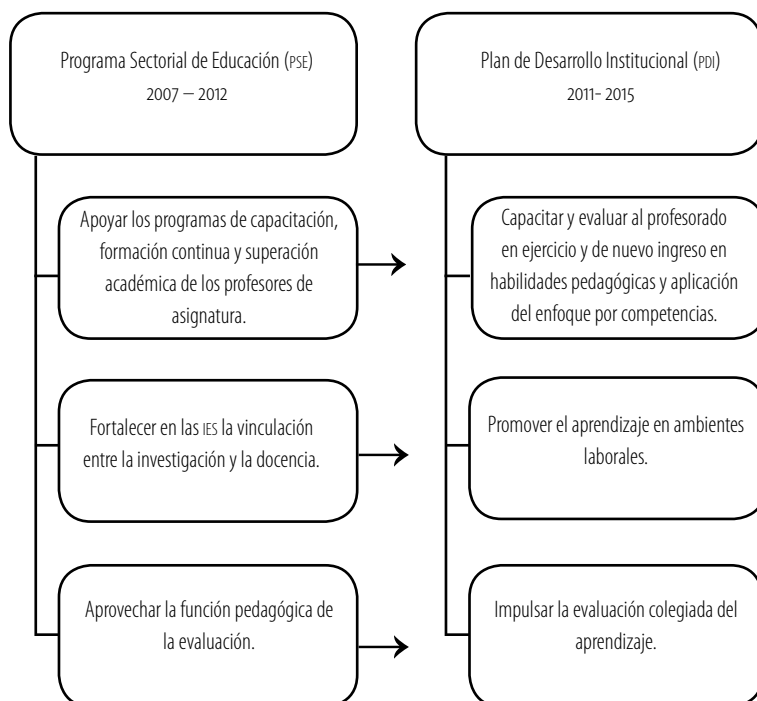 Programa Sectorial de Educación (PSE)
2007 – 2012
Plan de Desarrollo Institucional (PDI)
2011- 2015
Apoyar los programas de capacitación,
formación continua y superación
académica de los profesores de
asignatura.
Capacitar y evaluar al profesorado
en ejercicio y de nuevo ingreso en
habilidades pedagógicas y aplicación
del enfoque por competencias.
Fortalecer en las IES la vinculación
entre la investigación y la docencia.
Promover el aprendizaje en ambientes
laborales.
Aprovechar la función pedagógica de
la evaluación.
Impulsar la evaluación colegiada del
aprendizaje.